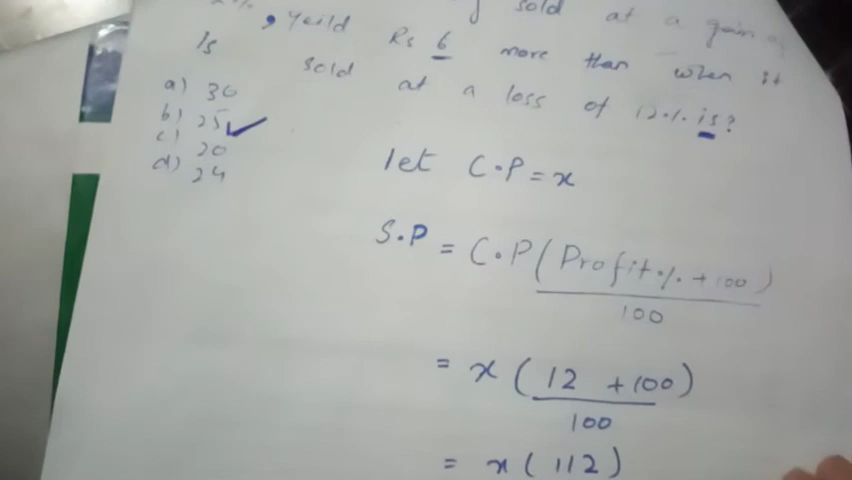 sold at a gain
, yeild Rs 6 more than when it
is sold at a loss of 12.% is?
a) 30
b) 25 ✓
c) 20
d) 24
let C.P = x
S.P = C.P (Profit.% + 100)
100
= x ( 12 + 100)
100
= x ( 112 )